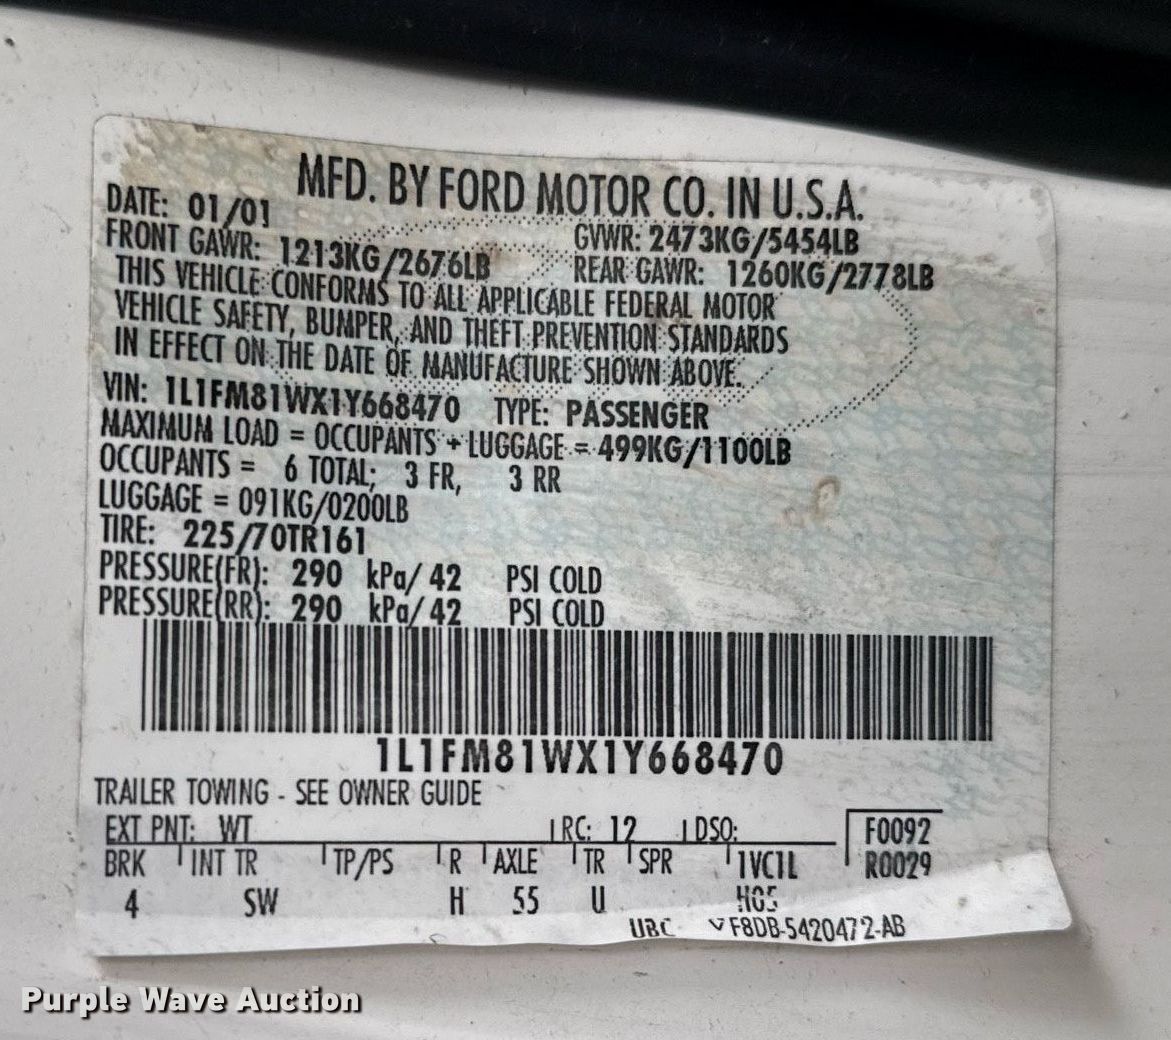 MFD. BY FORD MOTOR CO. IN U.S.A.
DATE: 01/01 GVWR: 2473KG/5454LB
FRONT GAWR: 1213KG/2676LB REAR GAWR: 1260KG/2778LB
THIS VEHICLE CONFORMS TO ALL APPLICABLE FEDERAL MOTOR
VEHICLE SAFETY, BUMPER, AND THEFT PREVENTION STANDARDS
IN EFFECT ON THE DATE OF MANUFACTURE SHOWN ABOVE.
VIN: 1L1FM81WX1Y668470 TYPE: PASSENGER
MAXIMUM LOAD = OCCUPANTS + LUGGAGE = 499KG/1100LB
OCCUPANTS = 6 TOTAL; 3 FR, 3 RR
LUGGAGE = 091KG/0200LB
TIRE: 225/70TR161
PRESSURE(FR): 290 kPa/ 42 PSI COLD
PRESSURE(RR): 290 kPa/ 42 PSI COLD
1L1FM81WX1Y668470
TRAILER TOWING - SEE OWNER GUIDE
EXT PNT: WT RC: 12 DSO: F0092
BRK INT TR TP/PS R AXLE TR SPR 1VC1L R0029
4 SW H 55 U H05
UBC F8DB-5420472-AB
Purple Wave Auction